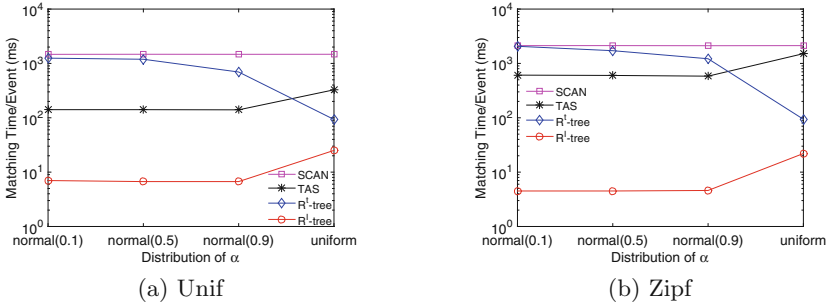 10^4
10^3
10^2
10^1
10^0
Matching Time/Event (ms)
SCAN
TAS
R^t-tree
R^I-tree
normal(0.1) normal(0.5) normal(0.9) uniform
Distribution of α
(a) Unif
10^4
10^3
10^2
10^1
10^0
Matching Time/Event (ms)
SCAN
TAS
R^t-tree
R^I-tree
normal(0.1) normal(0.5) normal(0.9) uniform
Distribution of α
(b) Zipf